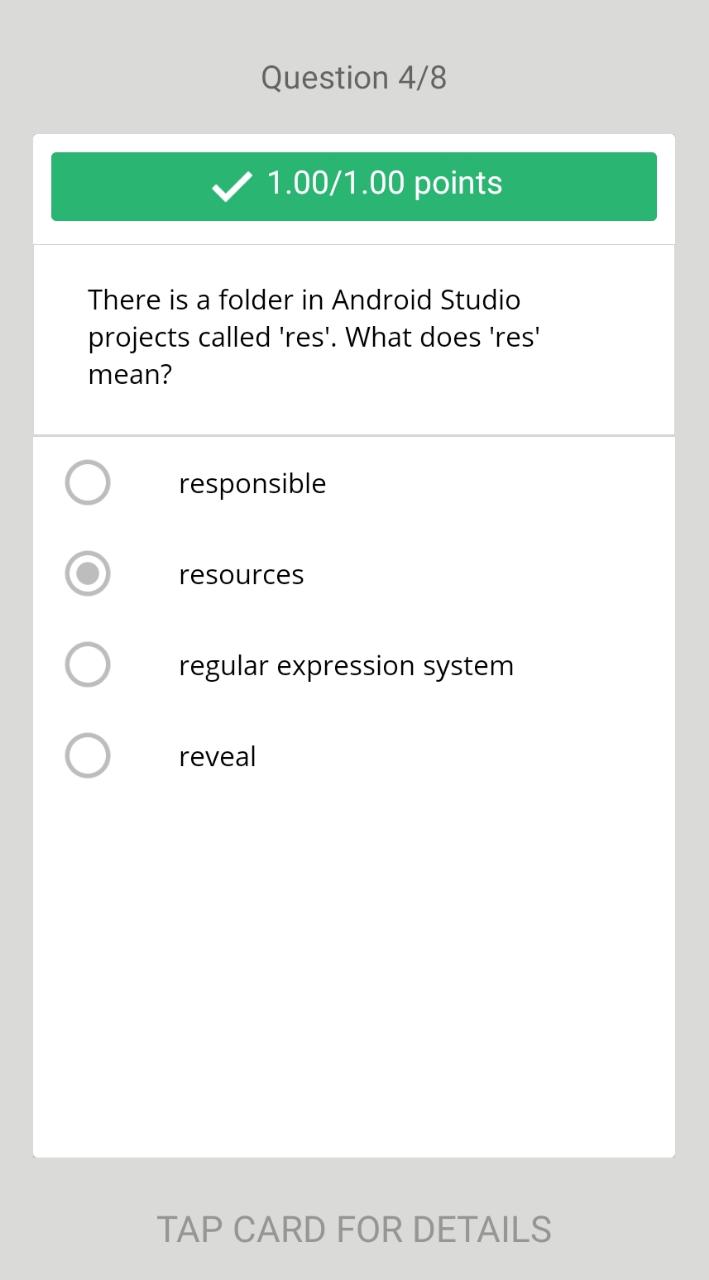 Question 4/8
1.00/1.00 points
There is a folder in Android Studio
projects called 'res'. What does 'res'
mean?
responsible
resources
regular expression system
reveal
TAP CARD FOR DETAILS